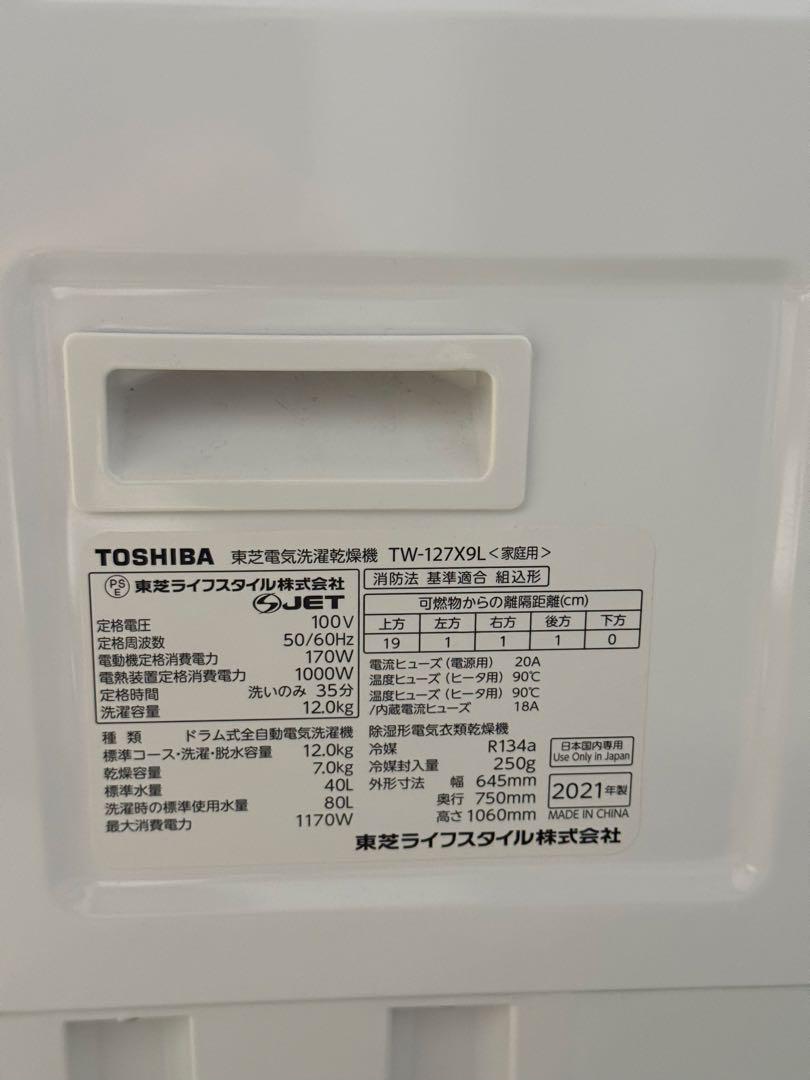 TOSHIBA 東芝電気洗濯乾燥機 TW-127X9L<家庭用>
PS
E
東芝ライフスタイル株式会社
JET
定格電圧 100V
定格周波数 50/60Hz
電動機定格消費電力 170W
電熱装置定格消費電力 1000W
定格時間 洗いのみ 35分
洗濯容量 12.0kg
種類 ドラム式全自動電気洗濯機
標準コース・洗濯・脱水容量 12.0kg
乾燥容量 7.0kg
標準水量 40L
洗濯時の標準使用水量 80L
最大消費電力 1170W
消防法 基準適合 組込形
可燃物からの離隔距離(cm)
上方 左方 右方 後方 下方
19 1 1 1 0
電流ヒューズ(電源用) 20A
温度ヒューズ(ヒータ用) 90℃
温度ヒューズ(ヒータ用) 90℃
/内蔵電流ヒューズ 18A
除湿形電気衣類乾燥機
冷媒 R134a
冷媒封入量 250g
外形寸法 幅 645mm
奥行 750mm
高さ 1060mm
日本国内専用
Use Only in Japan
2021年製
MADE IN CHINA
東芝ライフスタイル株式会社